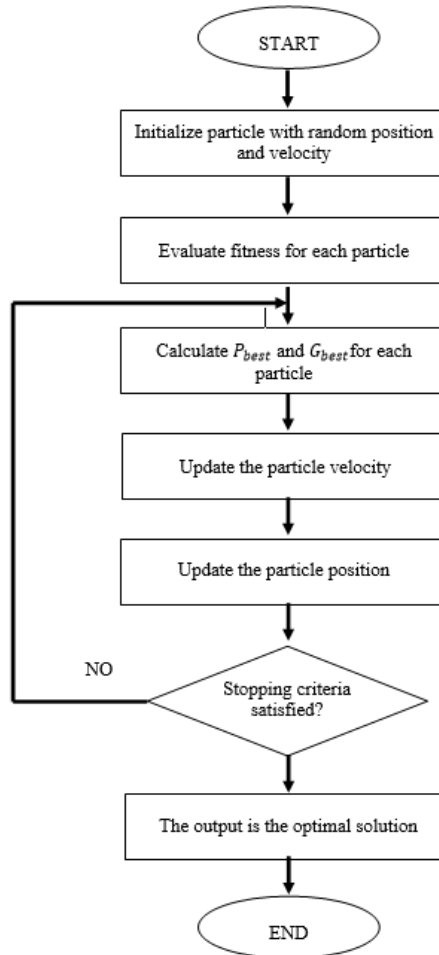 START
Initialize particle with random position
and velocity
Evaluate fitness for each particle
Calculate P_best and G_best for each
particle
Update the particle velocity
Update the particle position
NO
Stopping criteria
satisfied?
The output is the optimal solution
END